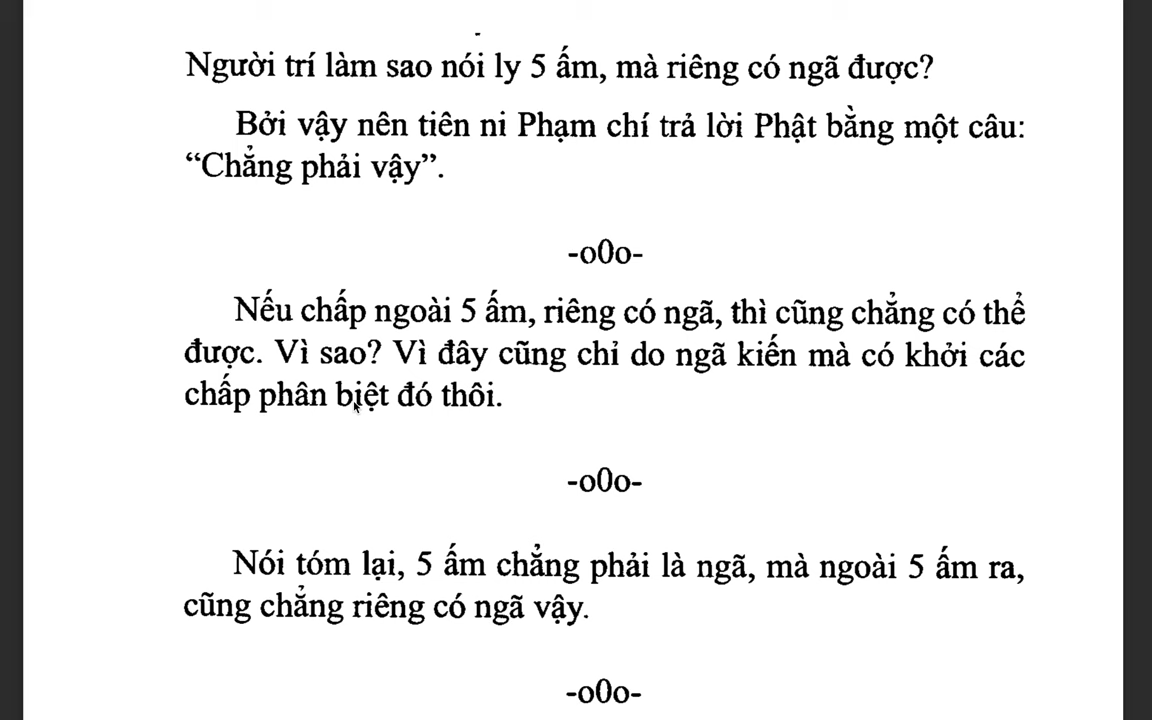 Người trí làm sao nói ly 5 ấm, mà riêng có ngã được?
Bởi vậy nên tiên ni Phạm chí trả lời Phật bằng một câu:
“Chẳng phải vậy”.
-o0o-
Nếu chấp ngoài 5 ấm, riêng có ngã, thì cũng chẳng có thể
được. Vì sao? Vì đây cũng chỉ do ngã kiến mà có khởi các
chấp phân biệt đó thôi.
-o0o-
Nói tóm lại, 5 ấm chẳng phải là ngã, mà ngoài 5 ấm ra,
cũng chẳng riêng có ngã vậy.
-o0o-